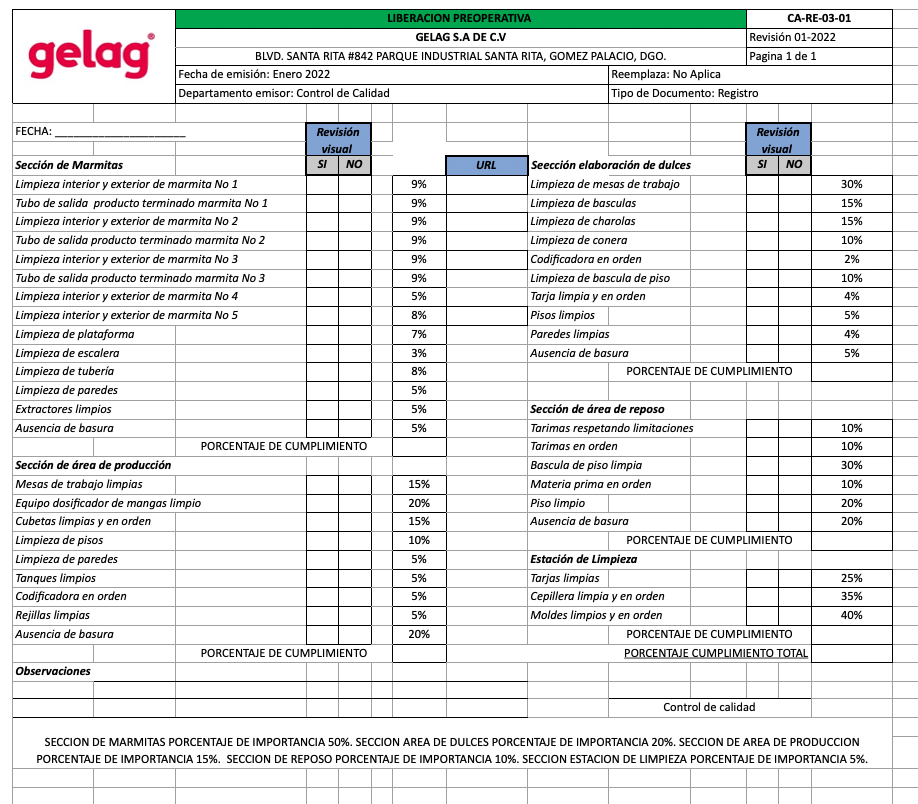 gelag®
LIBERACION PREOPERATIVA
CA-RE-03-01
GELAG S.A DE C.V
Revisión 01-2022
BLVD. SANTA RITA #842 PARQUE INDUSTRIAL SANTA RITA, GOMEZ PALACIO, DGO.
Pagina 1 de 1
Fecha de emisión: Enero 2022
Reemplaza: No Aplica
Departamento emisor: Control de Calidad
Tipo de Documento: Registro
FECHA: ____________________
Revisión visual
Sección de Marmitas SI NO
URL
Limpieza interior y exterior de marmita No 1 9%
Tubo de salida producto terminado marmita No 1 9%
Limpieza interior y exterior de marmita No 2 9%
Tubo de salida producto terminado marmita No 2 9%
Limpieza interior y exterior de marmita No 3 9%
Tubo de salida producto terminado marmita No 3 9%
Limpieza interior y exterior de marmita No 4 5%
Limpieza interior y exterior de marmita No 5 8%
Limpieza de plataforma 7%
Limpieza de escalera 3%
Limpieza de tubería 8%
Limpieza de paredes 5%
Extractores limpios 5%
Ausencia de basura 5%
PORCENTAJE DE CUMPLIMIENTO
Sección de área de producción
Mesas de trabajo limpias 15%
Equipo dosificador de mangas limpio 20%
Cubetas limpias y en orden 15%
Limpieza de pisos 10%
Limpieza de paredes 5%
Tanques limpios 5%
Codificadora en orden 5%
Rejillas limpias 5%
Ausencia de basura 20%
PORCENTAJE DE CUMPLIMIENTO
Revisión visual
Seección elaboración de dulces SI NO
Limpieza de mesas de trabajo 30%
Limpieza de basculas 15%
Limpieza de charolas 15%
Limpieza de conera 10%
Codificadora en orden 2%
Limpieza de bascula de piso 10%
Tarja limpia y en orden 4%
Pisos limpios 5%
Paredes limpias 4%
Ausencia de basura 5%
PORCENTAJE DE CUMPLIMIENTO
Sección de área de reposo
Tarimas respetando limitaciones 10%
Tarimas en orden 10%
Bascula de piso limpia 30%
Materia prima en orden 10%
Piso limpio 20%
Ausencia de basura 20%
PORCENTAJE DE CUMPLIMIENTO
Estación de Limpieza
Tarjas limpias 25%
Cepillera limpia y en orden 35%
Moldes limpios y en orden 40%
PORCENTAJE DE CUMPLIMIENTO
PORCENTAJE CUMPLIMIENTO TOTAL
Observaciones
Control de calidad
SECCION DE MARMITAS PORCENTAJE DE IMPORTANCIA 50%. SECCION AREA DE DULCES PORCENTAJE DE IMPORTANCIA 20%. SECCION DE AREA DE PRODUCCION
PORCENTAJE DE IMPORTANCIA 15%. SECCION DE REPOSO PORCENTAJE DE IMPORTANCIA 10%. SECCION ESTACION DE LIMPIEZA PORCENTAJE DE IMPORTANCIA 5%.